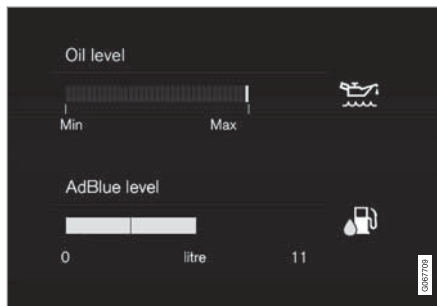 Oil level
Min Max
AdBlue level
0 litre 11
G067709